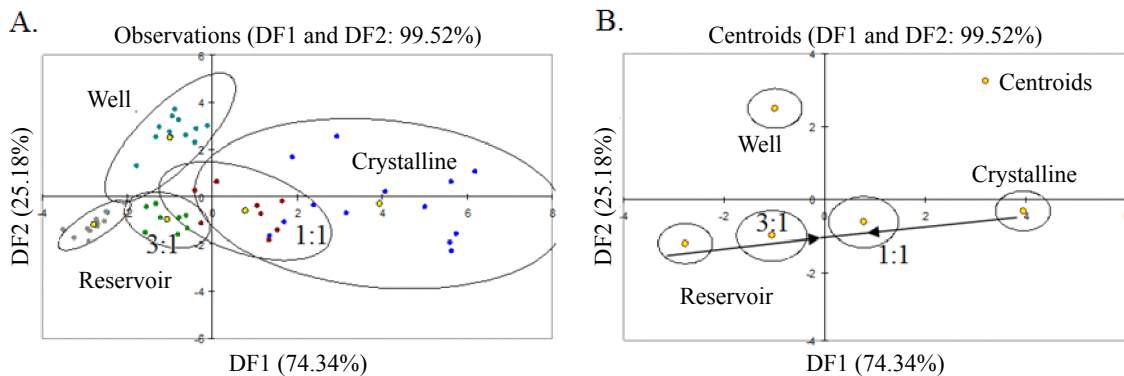 A.
Observations (DF1 and DF2: 99.52%)
6
Well
4
2
Crystalline
0
-4
-2
0
2
4
6
8
3:1
1:1
-2
Reservoir
-4
-6
DF2 (25.18%)
DF1 (74.34%)
B.
Centroids (DF1 and DF2: 99.52%)
4
Centroids
2
Well
Crystalline
0
-4
-2
0
2
4
3:1
1:1
-2
Reservoir
-4
DF2 (25.18%)
DF1 (74.34%)